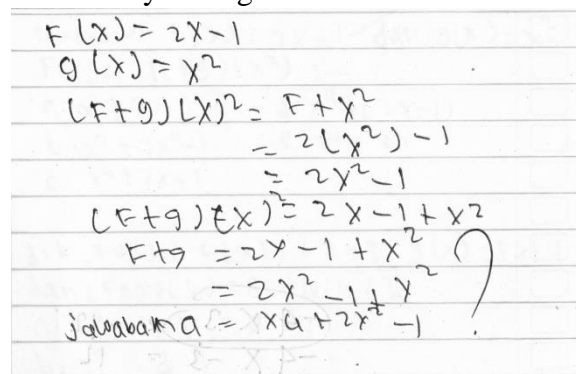 F(x) = 2x-1
g(x) = x²
(F+g)(x)² = F+x²
= 2(x²)-1
= 2x²-1
(F+g)(x)² = 2x-1+x²
F+g = 2x-1+x²
= 2x²-1+x²
= x4+2x²-1 ?